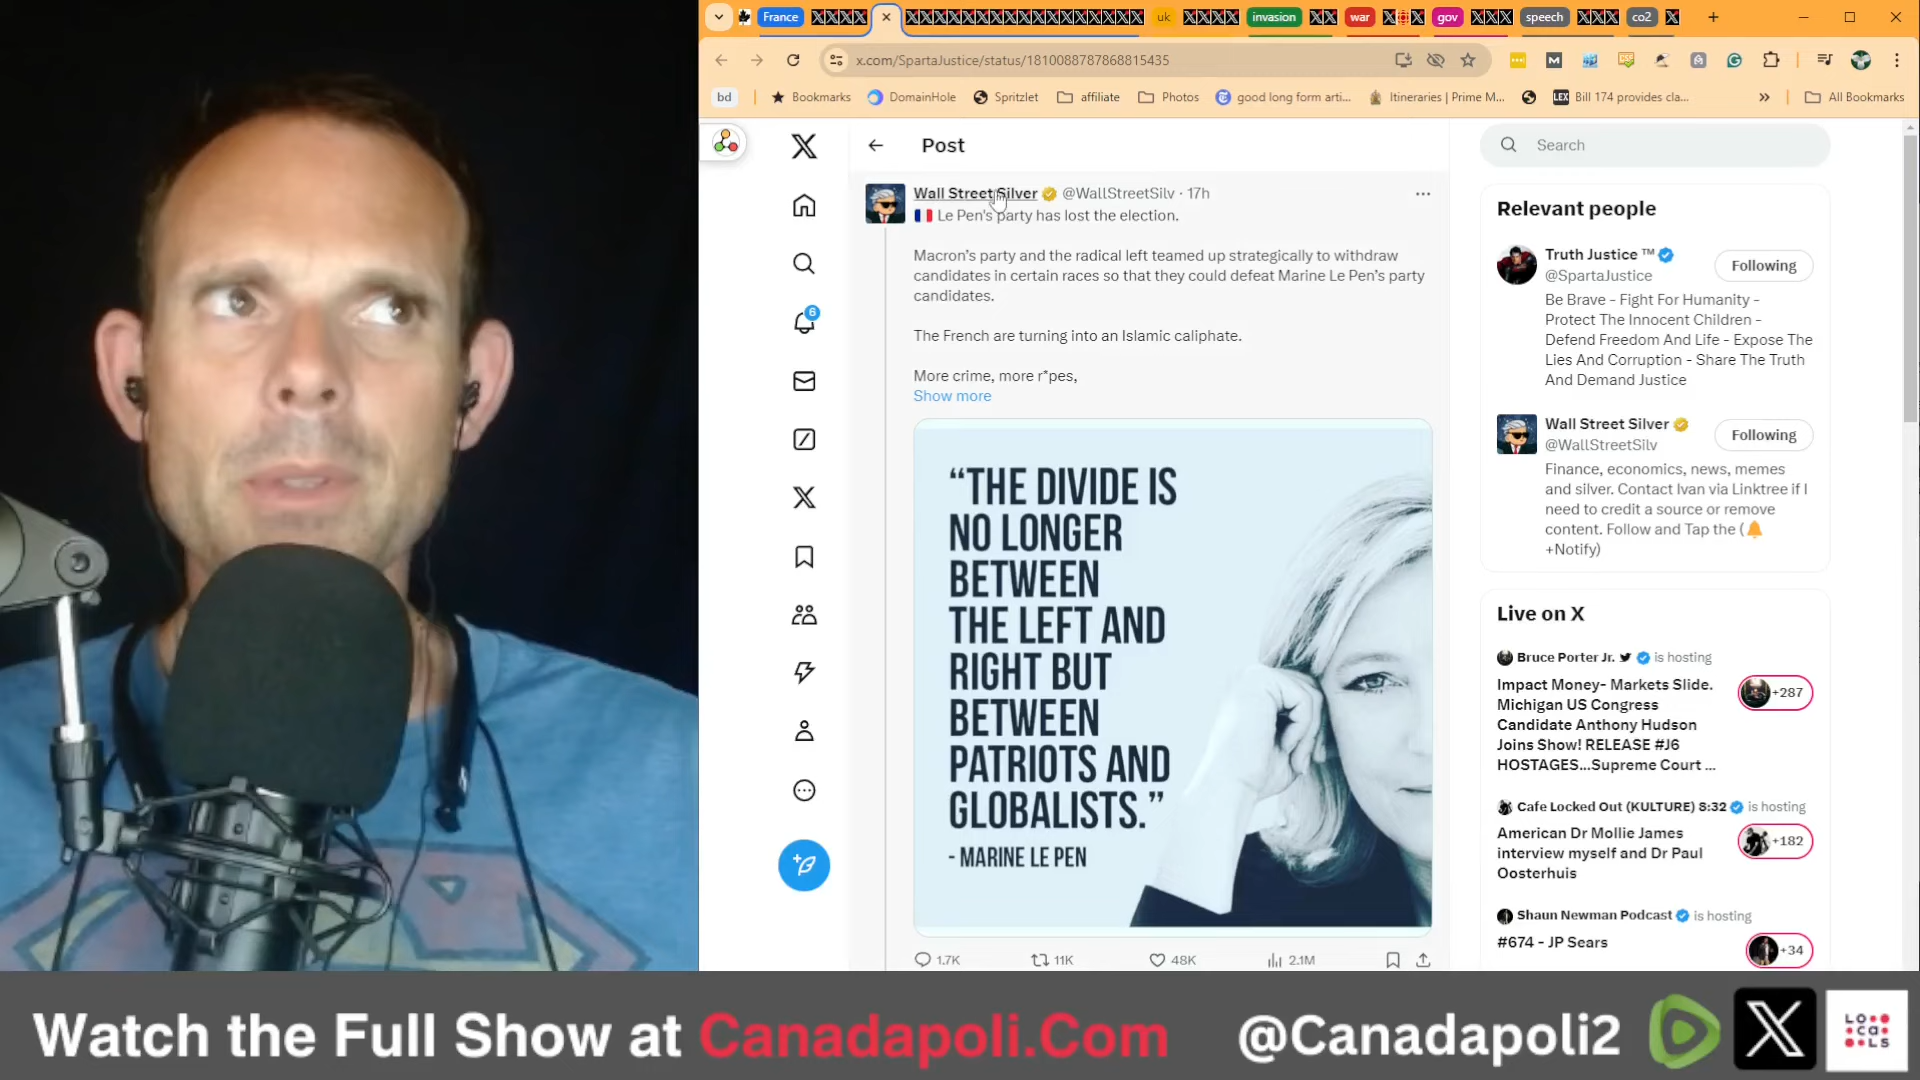 France
uk
invasion
war
gov
speech
co2
x.com/SpartaJustice/status/1810088787868815435
bd
Bookmarks
DomainHole
Spritzlet
affiliate
Photos
good long form arti...
Itineraries | Prime M...
LEX
Bill 174 provides cla...
All Bookmarks
Post
Search
Wall Street Silver @WallStreetSilv · 17h
Le Pen's party has lost the election.
Macron's party and the radical left teamed up strategically to withdraw
candidates in certain races so that they could defeat Marine Le Pen's party
candidates.
The French are turning into an Islamic caliphate.
More crime, more r*pes,
Show more
6
"THE DIVIDE IS
NO LONGER
BETWEEN
THE LEFT AND
RIGHT BUT
BETWEEN
PATRIOTS AND
GLOBALISTS."
- MARINE LE PEN
1.7K
11K
48K
2.1M
Relevant people
Truth Justice ™
@SpartaJustice
Following
Be Brave - Fight For Humanity -
Protect The Innocent Children -
Defend Freedom And Life - Expose The
Lies And Corruption - Share The Truth
And Demand Justice
Wall Street Silver
@WallStreetSilv
Following
Finance, economics, news, memes
and silver. Contact Ivan via Linktree if I
need to credit a source or remove
content. Follow and Tap the (
+Notify)
Live on X
Bruce Porter Jr. is hosting
Impact Money- Markets Slide.
Michigan US Congress
Candidate Anthony Hudson
Joins Show! RELEASE #J6
HOSTAGES...Supreme Court ...
+287
Cafe Locked Out (KULTURE) 8:32 is hosting
American Dr Mollie James
interview myself and Dr Paul
Oosterhuis
+182
Shaun Newman Podcast is hosting
#674 - JP Sears
+34
Watch the Full Show at Canadapoli.Com
@Canadapoli2
LO
CA
LS